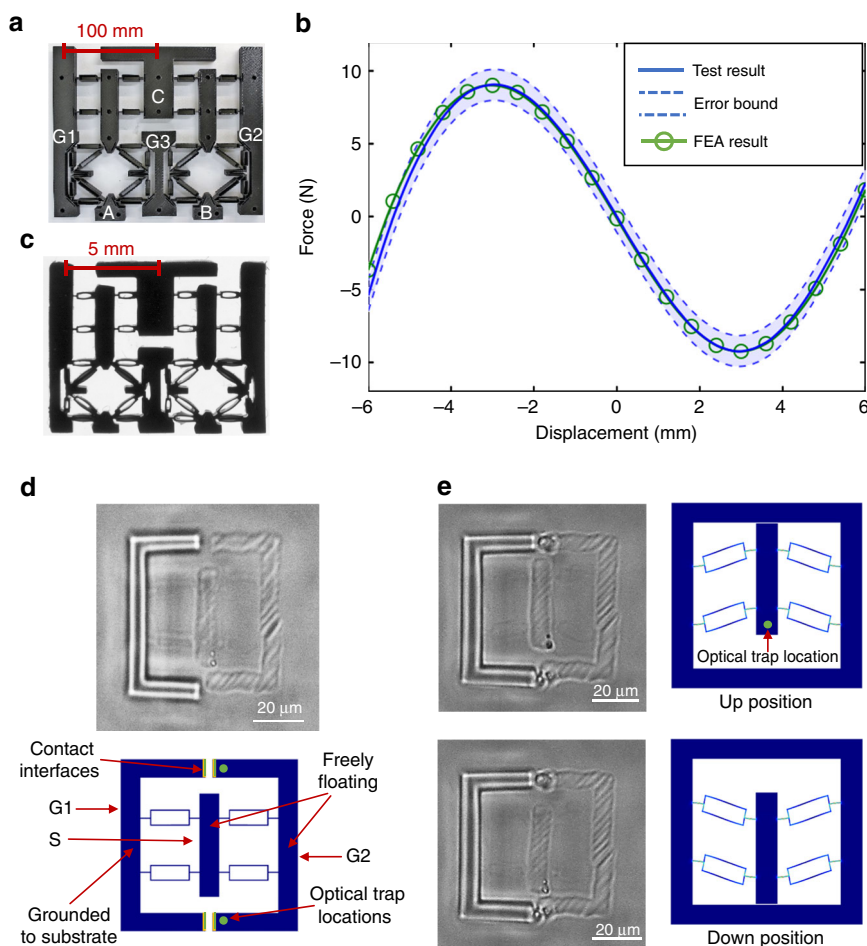 a
100 mm
C
G1
G3
G2
A
B
c
5 mm
b
10
5
0
–5
–10
Force (N)
–6
–4
–2
0
2
4
6
Displacement (mm)
Test result
Error bound
FEA result
d
20 μm
Contact
interfaces
Freely
floating
G1
S
G2
Grounded
to substrate
Optical trap
locations
e
20 μm
Optical trap location
Up position
20 μm
Down position